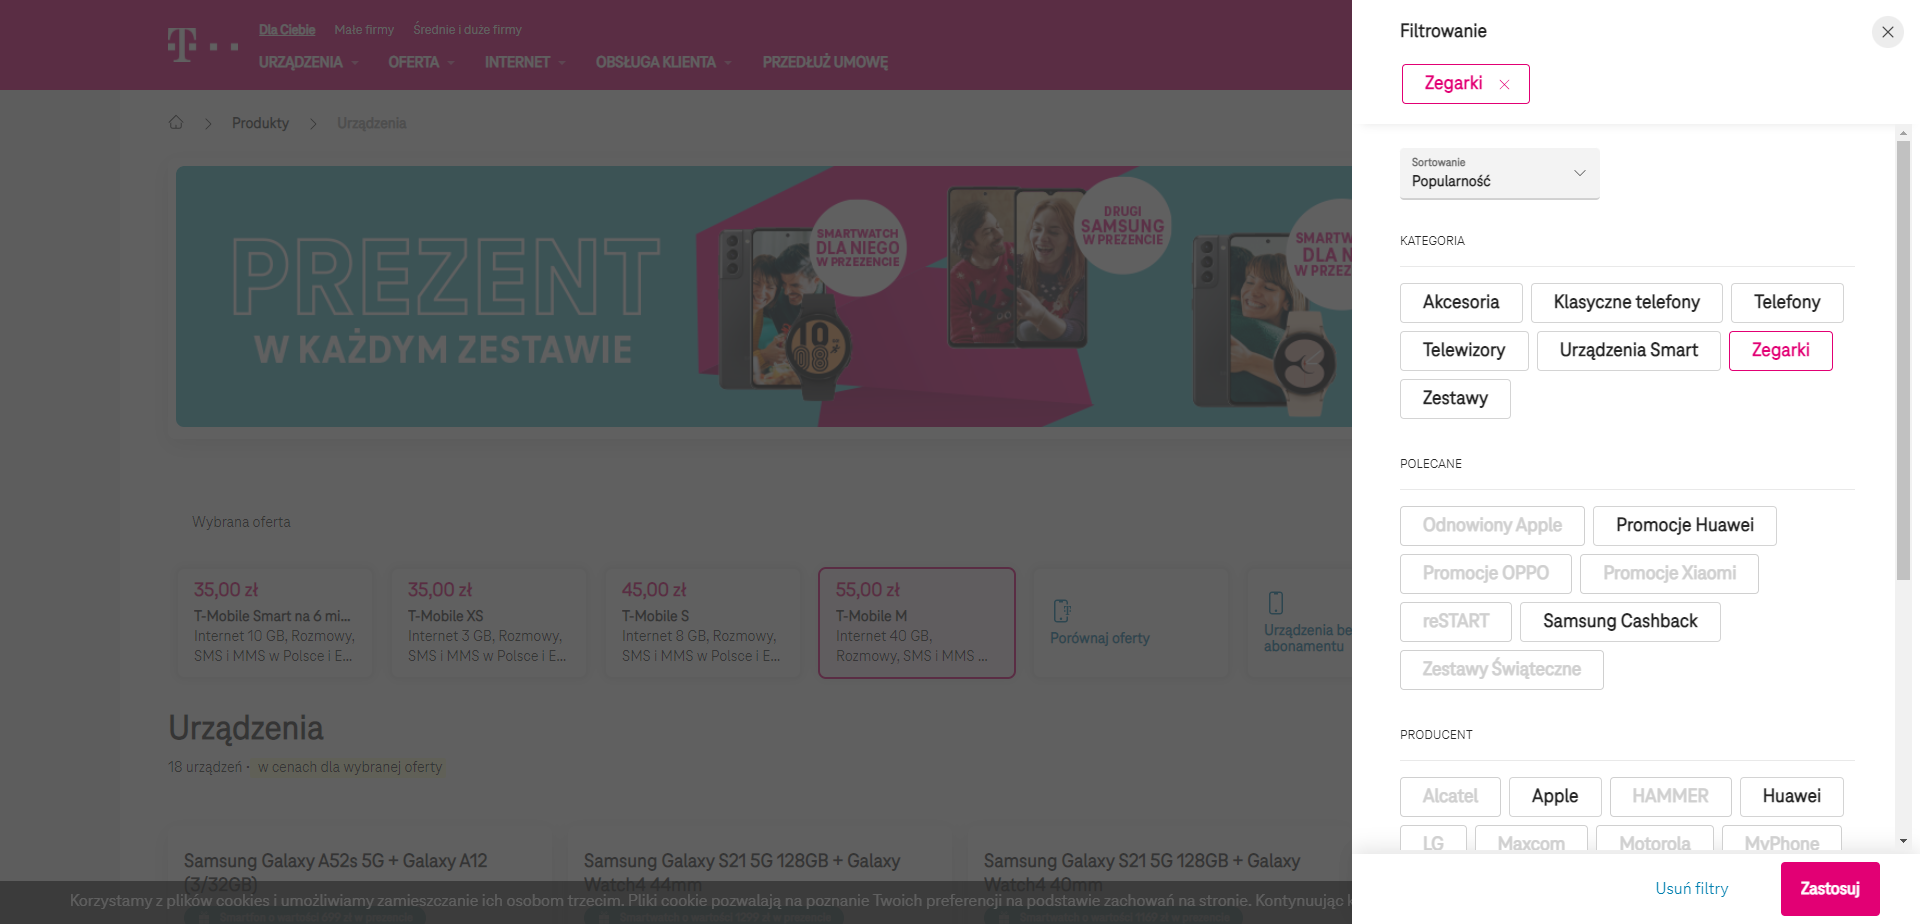 Dla Ciebie Małe firmy Średnie i duże firmy
URZĄDZENIA OFERTA INTERNET OBSŁUGA KLIENTA PRZEDŁUŻ UMOWĘ
Produkty Urządzenia
PREZENT
W KAŻDYM ZESTAWIE
SMARTWATCH
DLA NIEGO
W PRZEZENCIE
10
08
DRUGI
SAMSUNG
W PREZENCIE
SMARTW
DLA N
W PRZEZ
3
Wybrana oferta
35,00 zł
T-Mobile Smart na 6 mi...
Internet 10 GB, Rozmowy,
SMS i MMS w Polsce i E...
35,00 zł
T-Mobile XS
Internet 3 GB, Rozmowy,
SMS i MMS w Polsce i E...
45,00 zł
T-Mobile S
Internet 8 GB, Rozmowy,
SMS i MMS w Polsce i E...
55,00 zł
T-Mobile M
Internet 40 GB,
Rozmowy, SMS i MMS ...
Porównaj oferty
Urządzenia be
abonamentu
Urządzenia
18 urządzeń • w cenach dla wybranej oferty
Samsung Galaxy A52s 5G + Galaxy A12
(3/32GB)
Samsung Galaxy S21 5G 128GB + Galaxy
Watch4 44mm
Samsung Galaxy S21 5G 128GB + Galaxy
Watch4 40mm
Korzystamy z plików cookies i umożliwiamy zamieszczanie ich osobom trzecim. Pliki cookie pozwalają na poznanie Twoich preferencji na podstawie zachowań na stronie. Kontynuując k
Filtrowanie
Zegarki
Sortowanie
Popularność
KATEGORIA
Akcesoria Klasyczne telefony Telefony
Telewizory Urządzenia Smart Zegarki
Zestawy
POLECANE
Odnowiony Apple Promocje Huawei
Promocje OPPO Promocje Xiaomi
reSTART Samsung Cashback
Zestawy Świąteczne
PRODUCENT
Alcatel Apple HAMMER Huawei
LG Maxcom Motorola MyPhone
Usuń filtry Zastosuj